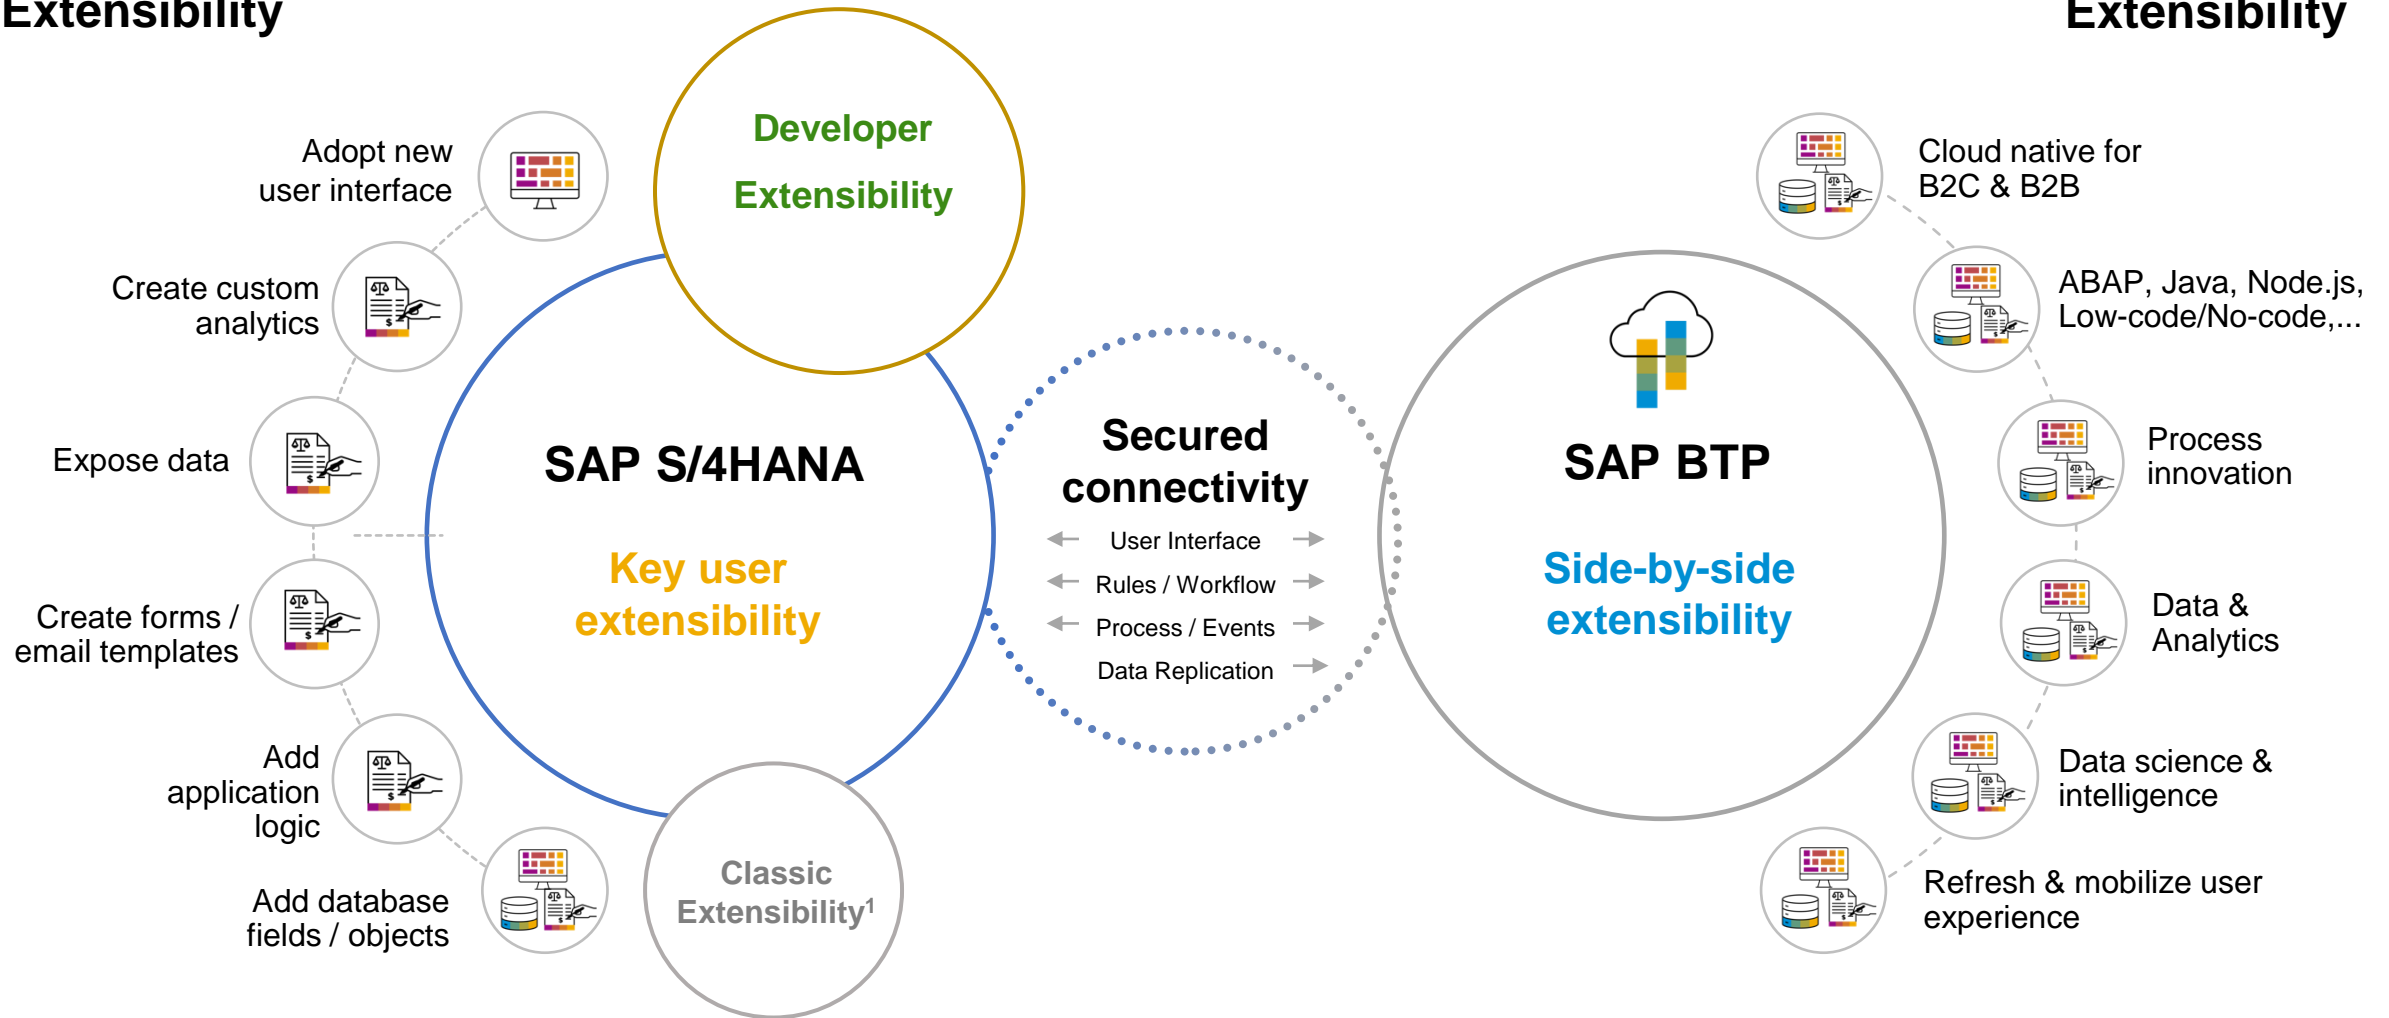 Extensibility
Extensibility
Developer
Extensibility
Adopt new
user interface
Create custom
analytics
Expose data
Create forms /
email templates
Add
application
logic
Add database
fields / objects
SAP S/4HANA
Key user
extensibility
Classic
Extensibility¹
Secured
connectivity
User Interface
Rules / Workflow
Process / Events
Data Replication
SAP BTP
Side-by-side
extensibility
Cloud native for
B2C & B2B
ABAP, Java, Node.js,
Low-code/No-code,...
Process
innovation
Data &
Analytics
Data science &
intelligence
Refresh & mobilize user
experience